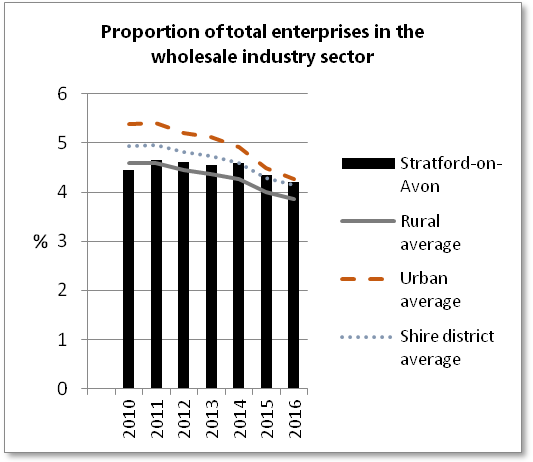 Proportion of total enterprises in the
wholesale industry sector
6
5
4
3
2
1
0
%
2010
2011
2012
2013
2014
2015
2016
Stratford-on-
Avon
Rural
average
Urban
average
Shire district
average